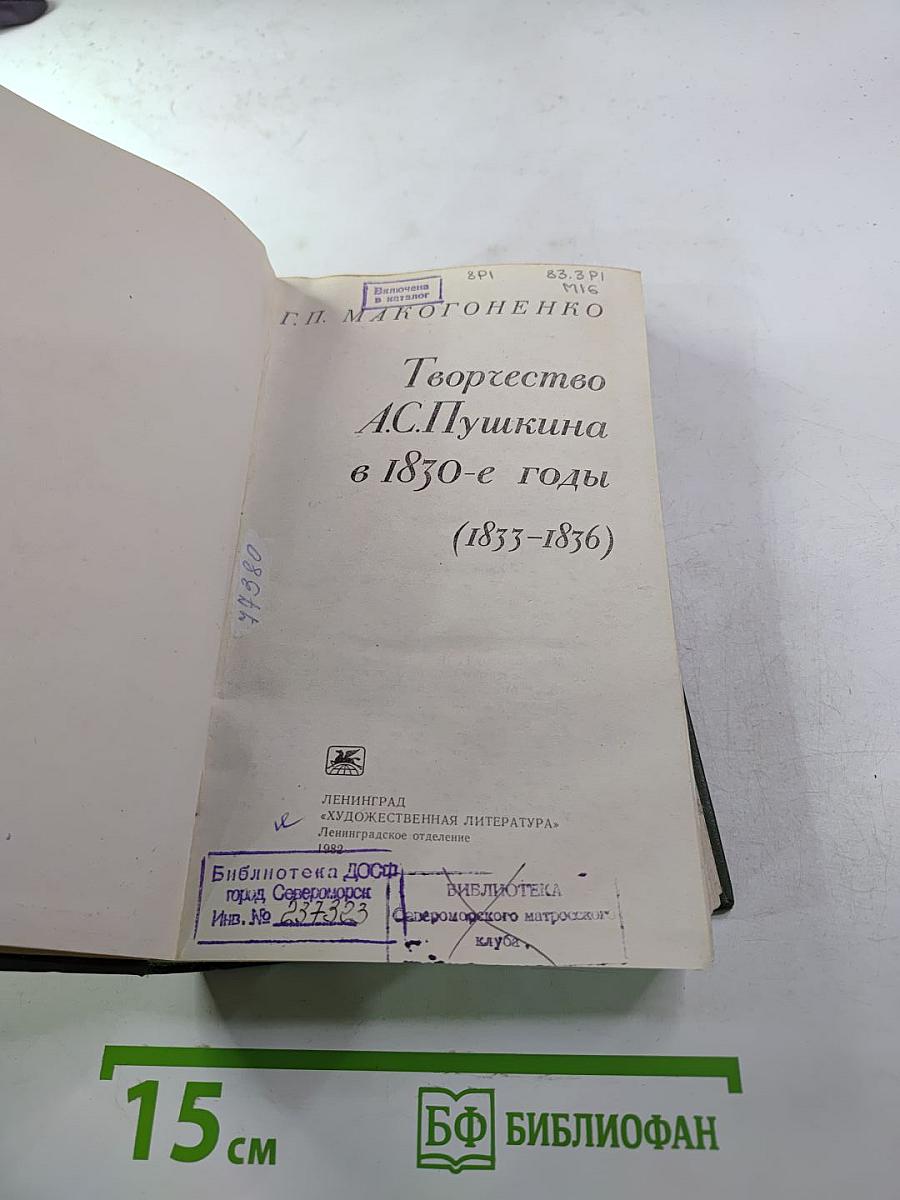 8Р1 83.3Р1
М16
Включена
в каталог
Г. П. МАКОГОНЕНКО
Творчество
А.С.Пушкина
в 1830-е годы
(1833–1836)
77380
ЛЕНИНГРАД
«ХУДОЖЕСТВЕННАЯ ЛИТЕРАТУРА»
Ленинградское отделение
1982
Библиотека ДОСФ
город Североморск
Инв. № 237323
БИБЛИОТЕКА
Североморского матросского
клуба
15 см
БФ БИБЛИОФАН